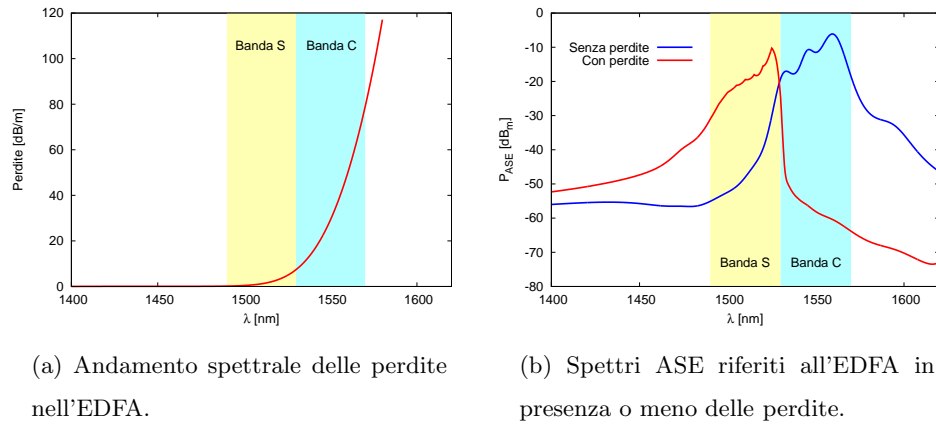 120
100
80
60
40
20
0
Perdite [dB/m]
Banda S
Banda C
1400
1450
1500
1550
1600
λ [nm]
0
-10
-20
-30
-40
-50
-60
-70
-80
P_ASE [dB_m]
Senza perdite
Con perdite
Banda S
Banda C
1400
1450
1500
1550
1600
λ [nm]
(a) Andamento spettrale delle perdite
nell'EDFA.
(b) Spettri ASE riferiti all'EDFA in
presenza o meno delle perdite.